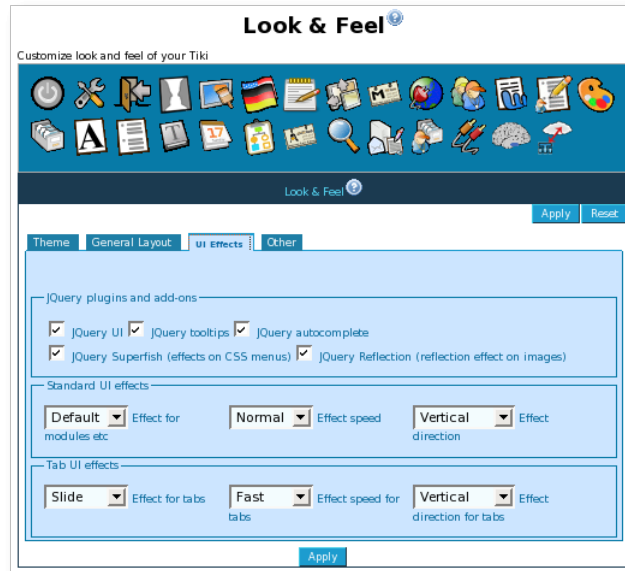 Look & Feel
Customize look and feel of your Tiki
17
A
T
Look & Feel
Apply Reset
Theme General Layout UI Effects Other
JQuery plugins and add-ons
JQuery UI JQuery tooltips JQuery autocomplete
JQuery Superfish (effects on CSS menus) JQuery Reflection (reflection effect on images)
Standard UI effects
Default Effect for Normal Effect speed Vertical Effect
modules etc direction
Tab UI effects
Slide Effect for tabs Fast Effect speed for Vertical Effect
tabs direction for tabs
Apply